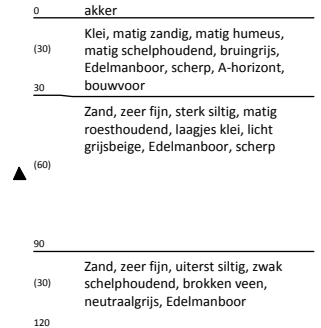 0 akker
Klei, matig zandig, matig humeus,
(30) matig schelphoudend, bruingrijs,
Edelmanboor, scherp, A-horizont,
bouwvoor
30
Zand, zeer fijn, sterk siltig, matig
roesthoudend, laagjes klei, licht
grijsbeige, Edelmanboor, scherp
(60)
90
Zand, zeer fijn, uiterst siltig, zwak
(30) schelphoudend, brokken veen,
neutraalgrijs, Edelmanboor
120